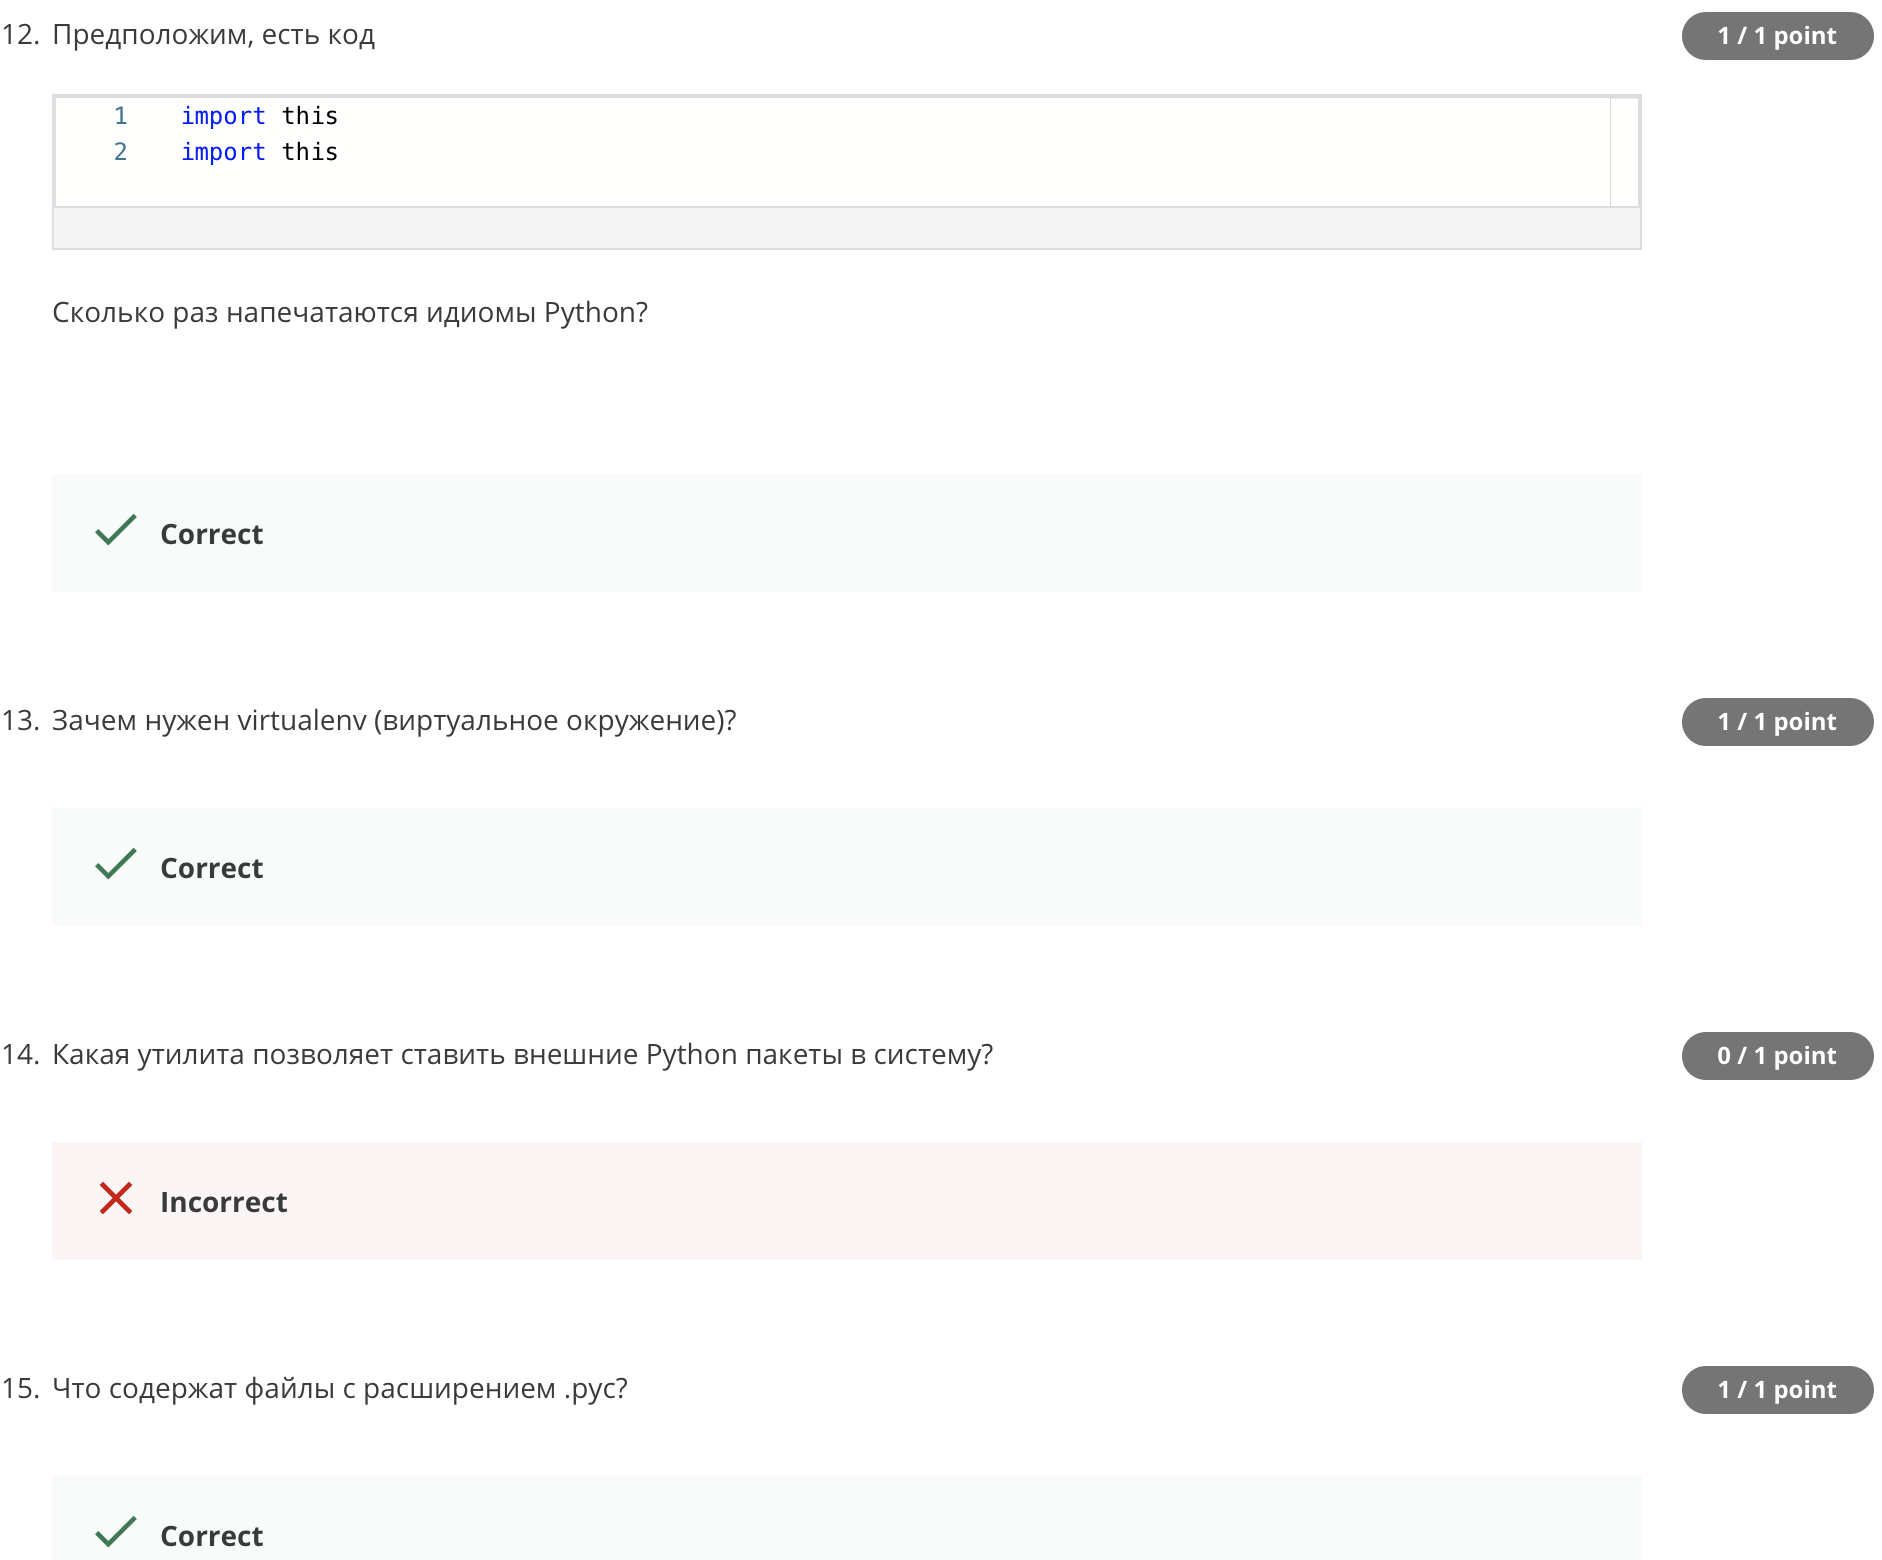 12. Предположим, есть код
1 / 1 point
1 import this
2 import this
Сколько раз напечатаются идиомы Python?
Correct
13. Зачем нужен virtualenv (виртуальное окружение)?
1 / 1 point
Correct
14. Какая утилита позволяет ставить внешние Python пакеты в систему?
0 / 1 point
Incorrect
15. Что содержат файлы с расширением .pyc?
1 / 1 point
Correct